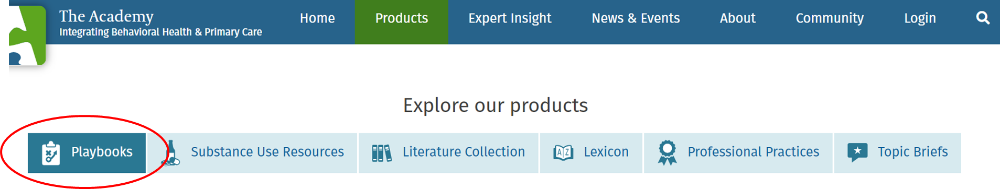 The Academy
Integrating Behavioral Health & Primary Care
Home Products Expert Insight News & Events About Community Login
Explore our products
Playbooks Substance Use Resources Literature Collection A Z Lexicon Professional Practices Topic Briefs